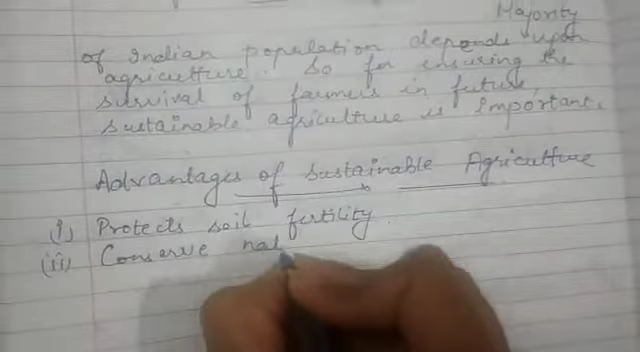 Majority
of Indian population depends upon
agriculture. So for ensuring the
survival of farmers in future,
sustainable agriculture is important.
Advantages of Sustainable Agriculture
(i) Protects soil fertility.
(ii) Conserve nat